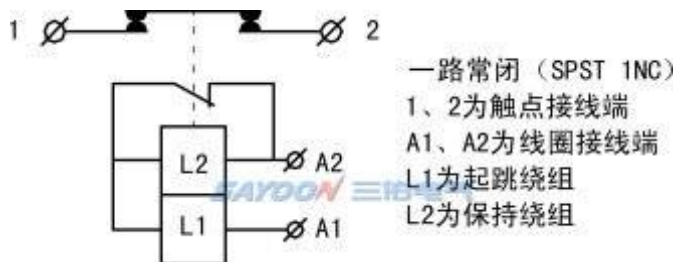 1
2
一路常闭（SPST 1NC）
1、2为触点接线端
A1、A2为线圈接线端
L1为起跳绕组
L2为保持绕组
L2
A2
SAYOON 三佑电气
L1
A1